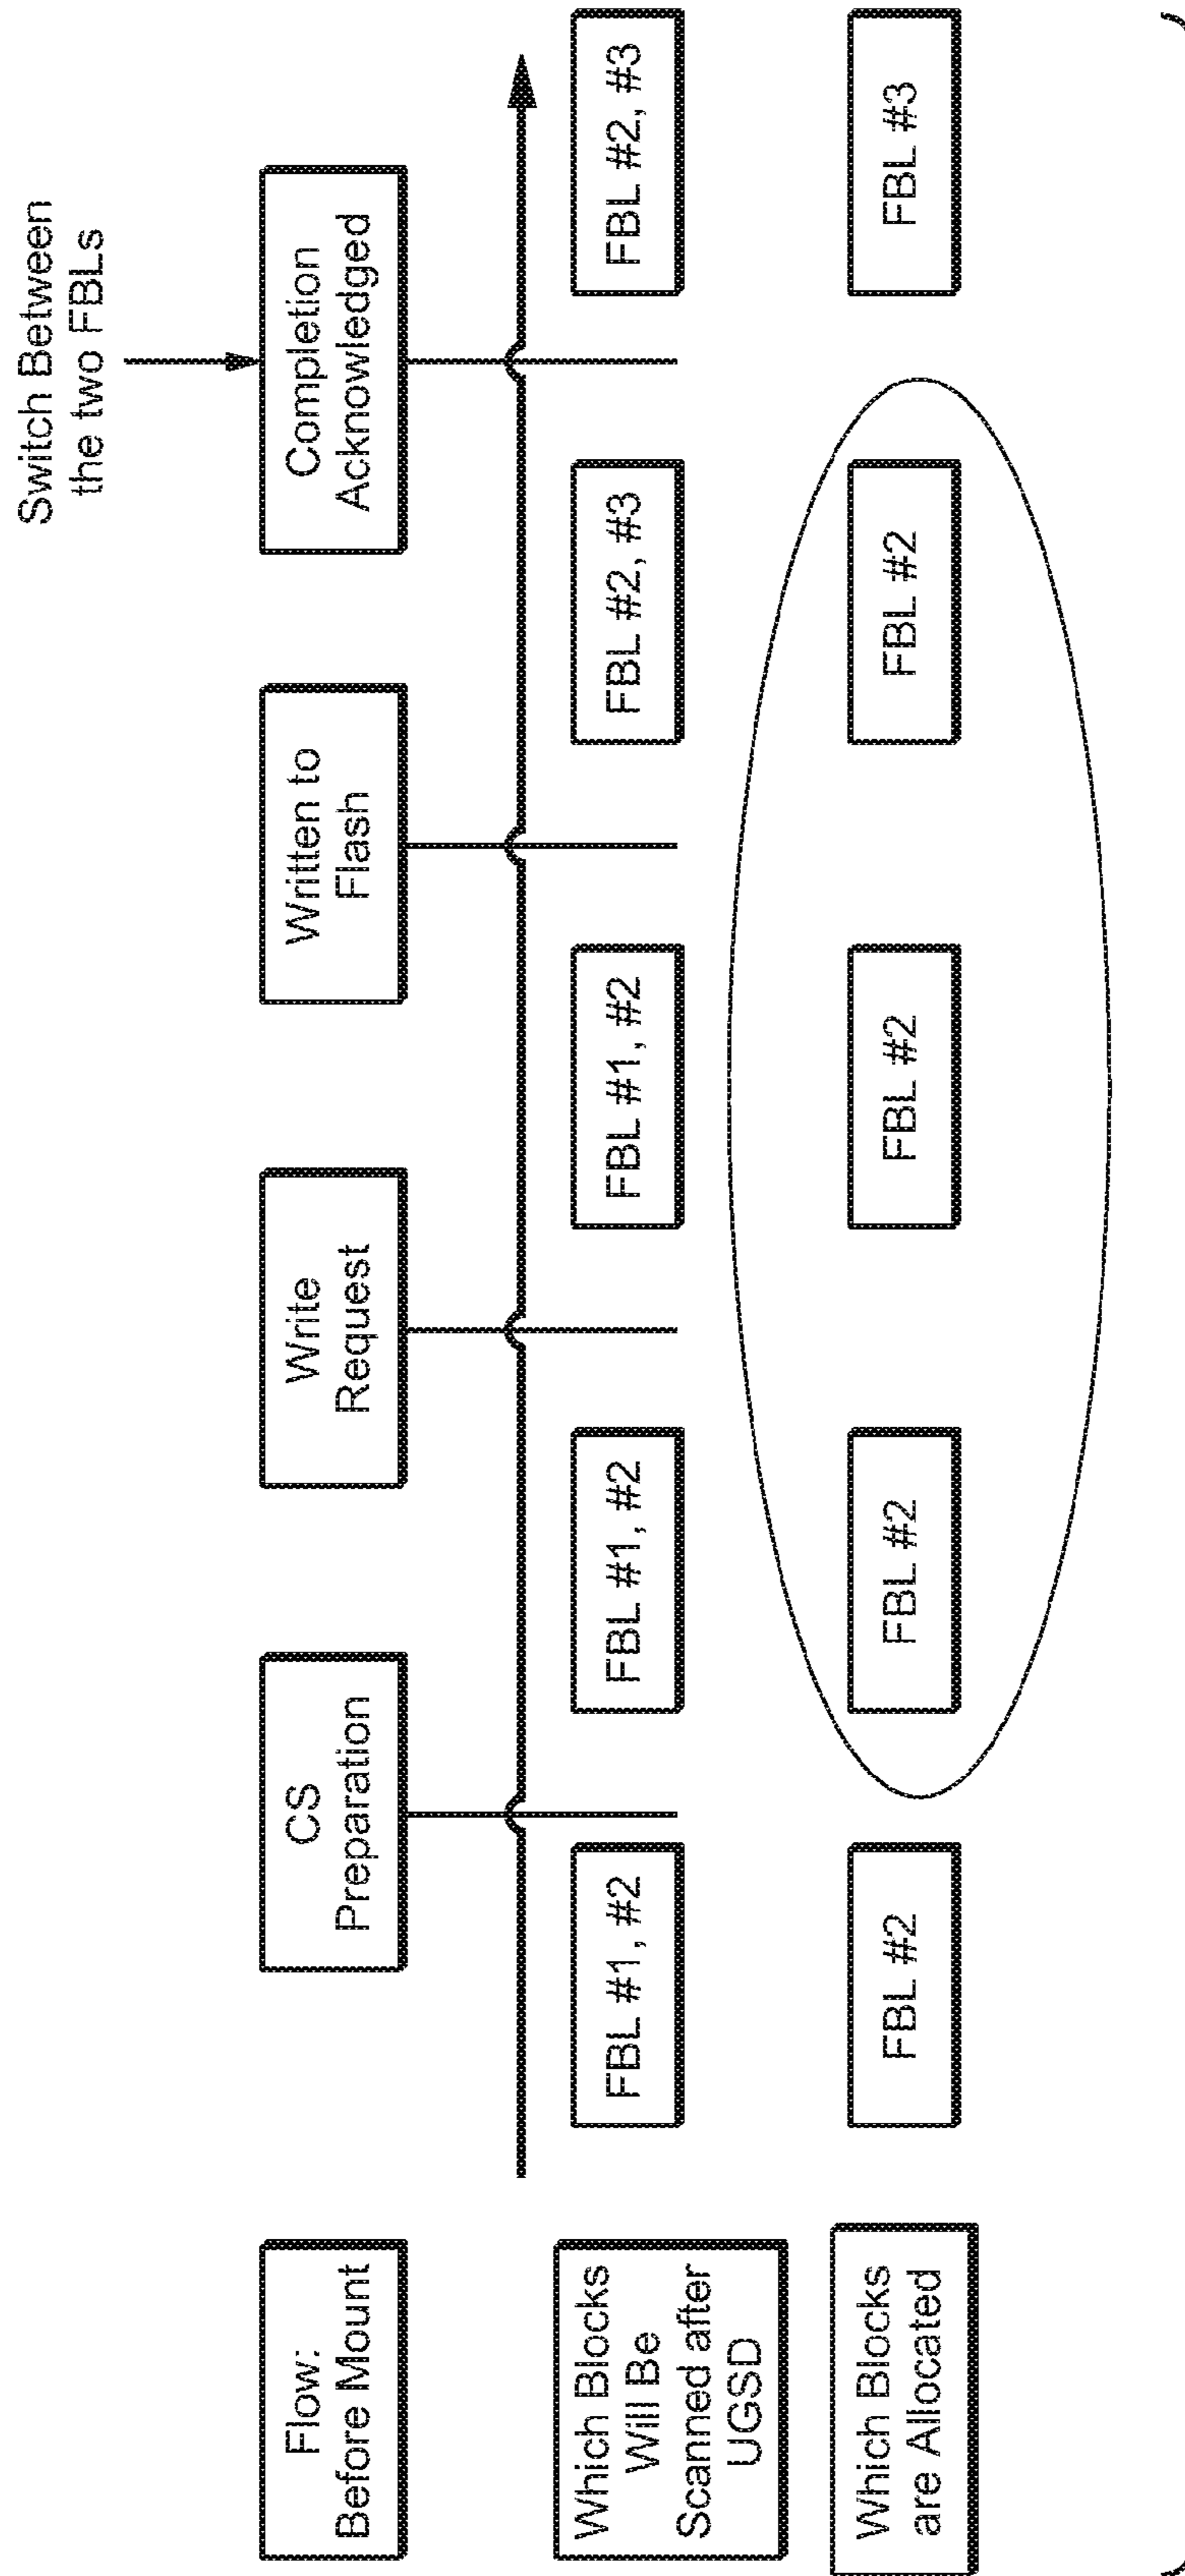 Switch Between
the two FBLs
Flow:
Before Mount
CS
Preparation
Write
Request
Written to
Flash
Completion
Acknowledged
Which Blocks
Will Be
Scanned after
UGSD
FBL #1, #2
FBL #1, #2
FBL #1, #2
FBL #2, #3
FBL #2, #3
Which Blocks
are Allocated
FBL #2
FBL #2
FBL #2
FBL #2
FBL #3